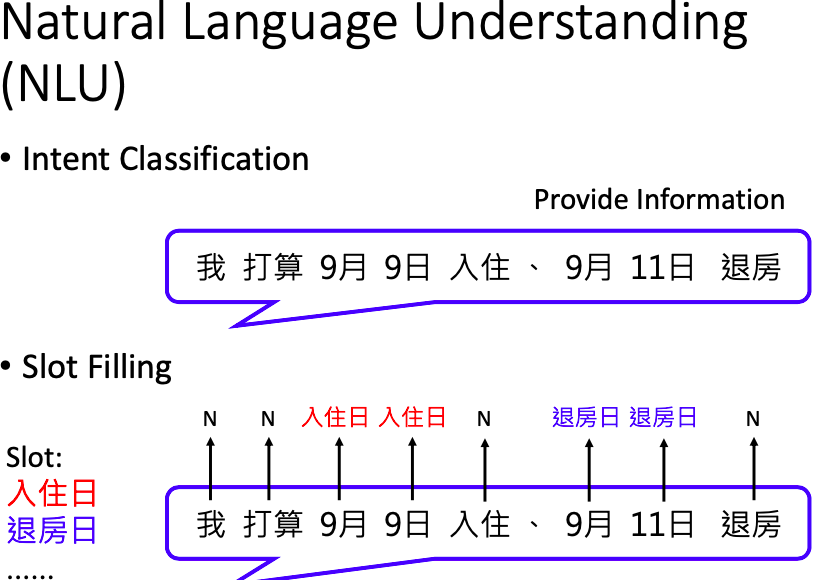 Natural Language Understanding
(NLU)
• Intent Classification
Provide Information
我 打算 9月 9日 入住 、 9月 11日 退房
• Slot Filling
N N 入住日 入住日 N 退房日 退房日 N
Slot:
入住日
退房日
我 打算 9月 9日 入住 、 9月 11日 退房
......